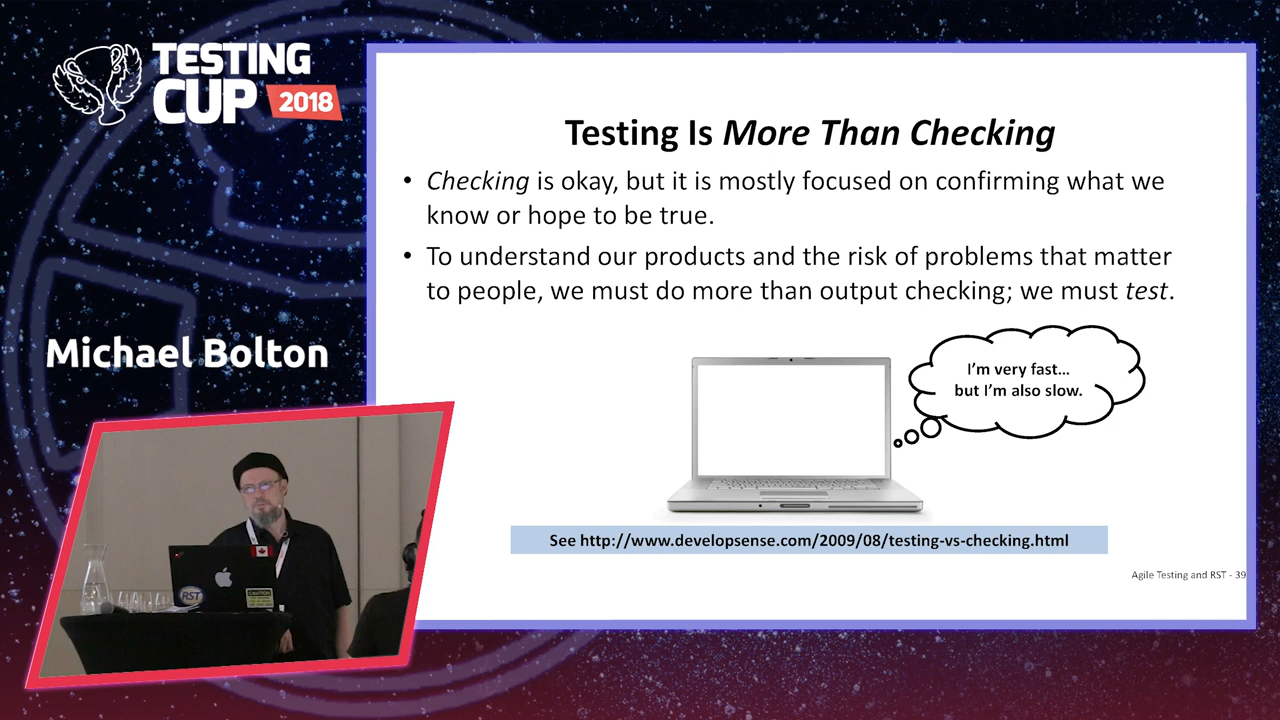 TESTING
CUP 2018
Michael Bolton
Testing Is More Than Checking
• Checking is okay, but it is mostly focused on confirming what we
know or hope to be true.
• To understand our products and the risk of problems that matter
to people, we must do more than output checking; we must test.
I'm very fast...
but I'm also slow.
See http://www.developsense.com/2009/08/testing-vs-checking.html
Agile Testing and RST - 39
RST
CAUTION